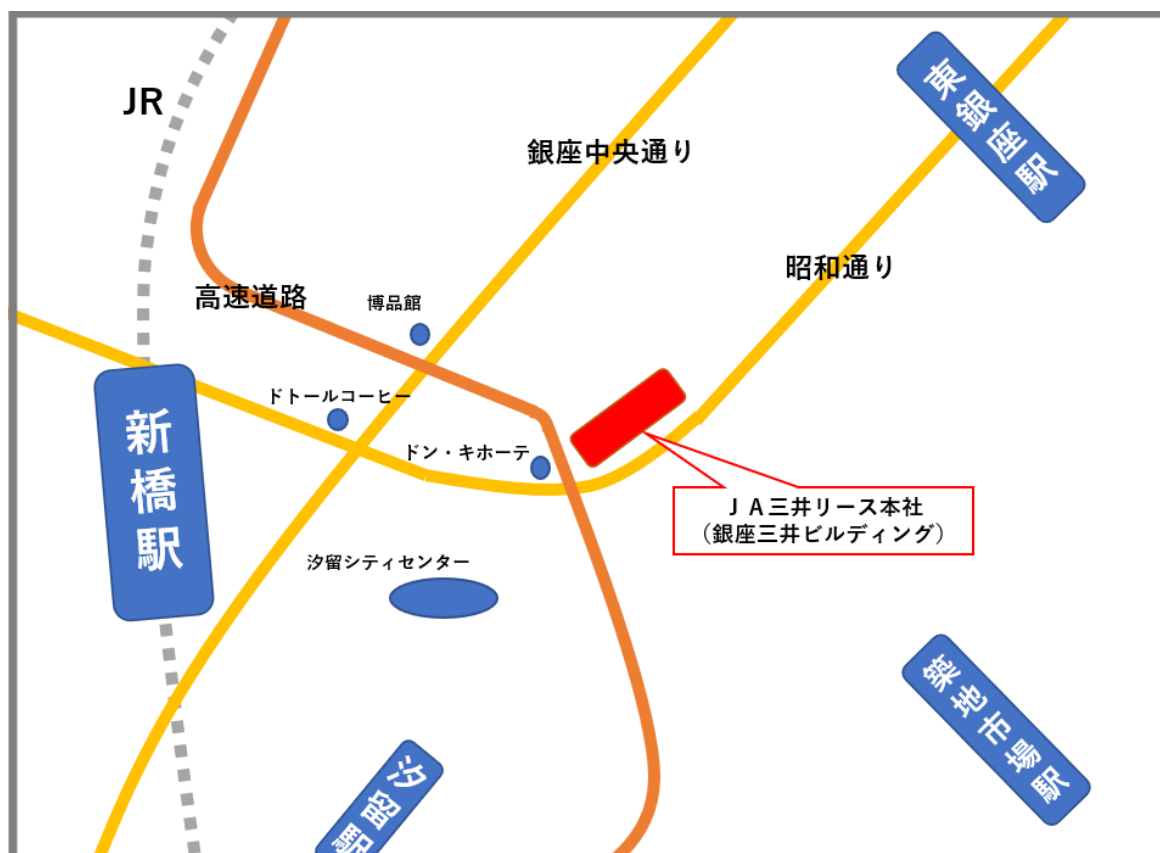 JR
東銀座駅
銀座中央通り
昭和通り
高速道路
博品館
ドトールコーヒー
新橋駅
ドン・キホーテ
ＪＡ三井リース本社
（銀座三井ビルディング）
汐留シティセンター
築地市場駅
汐留